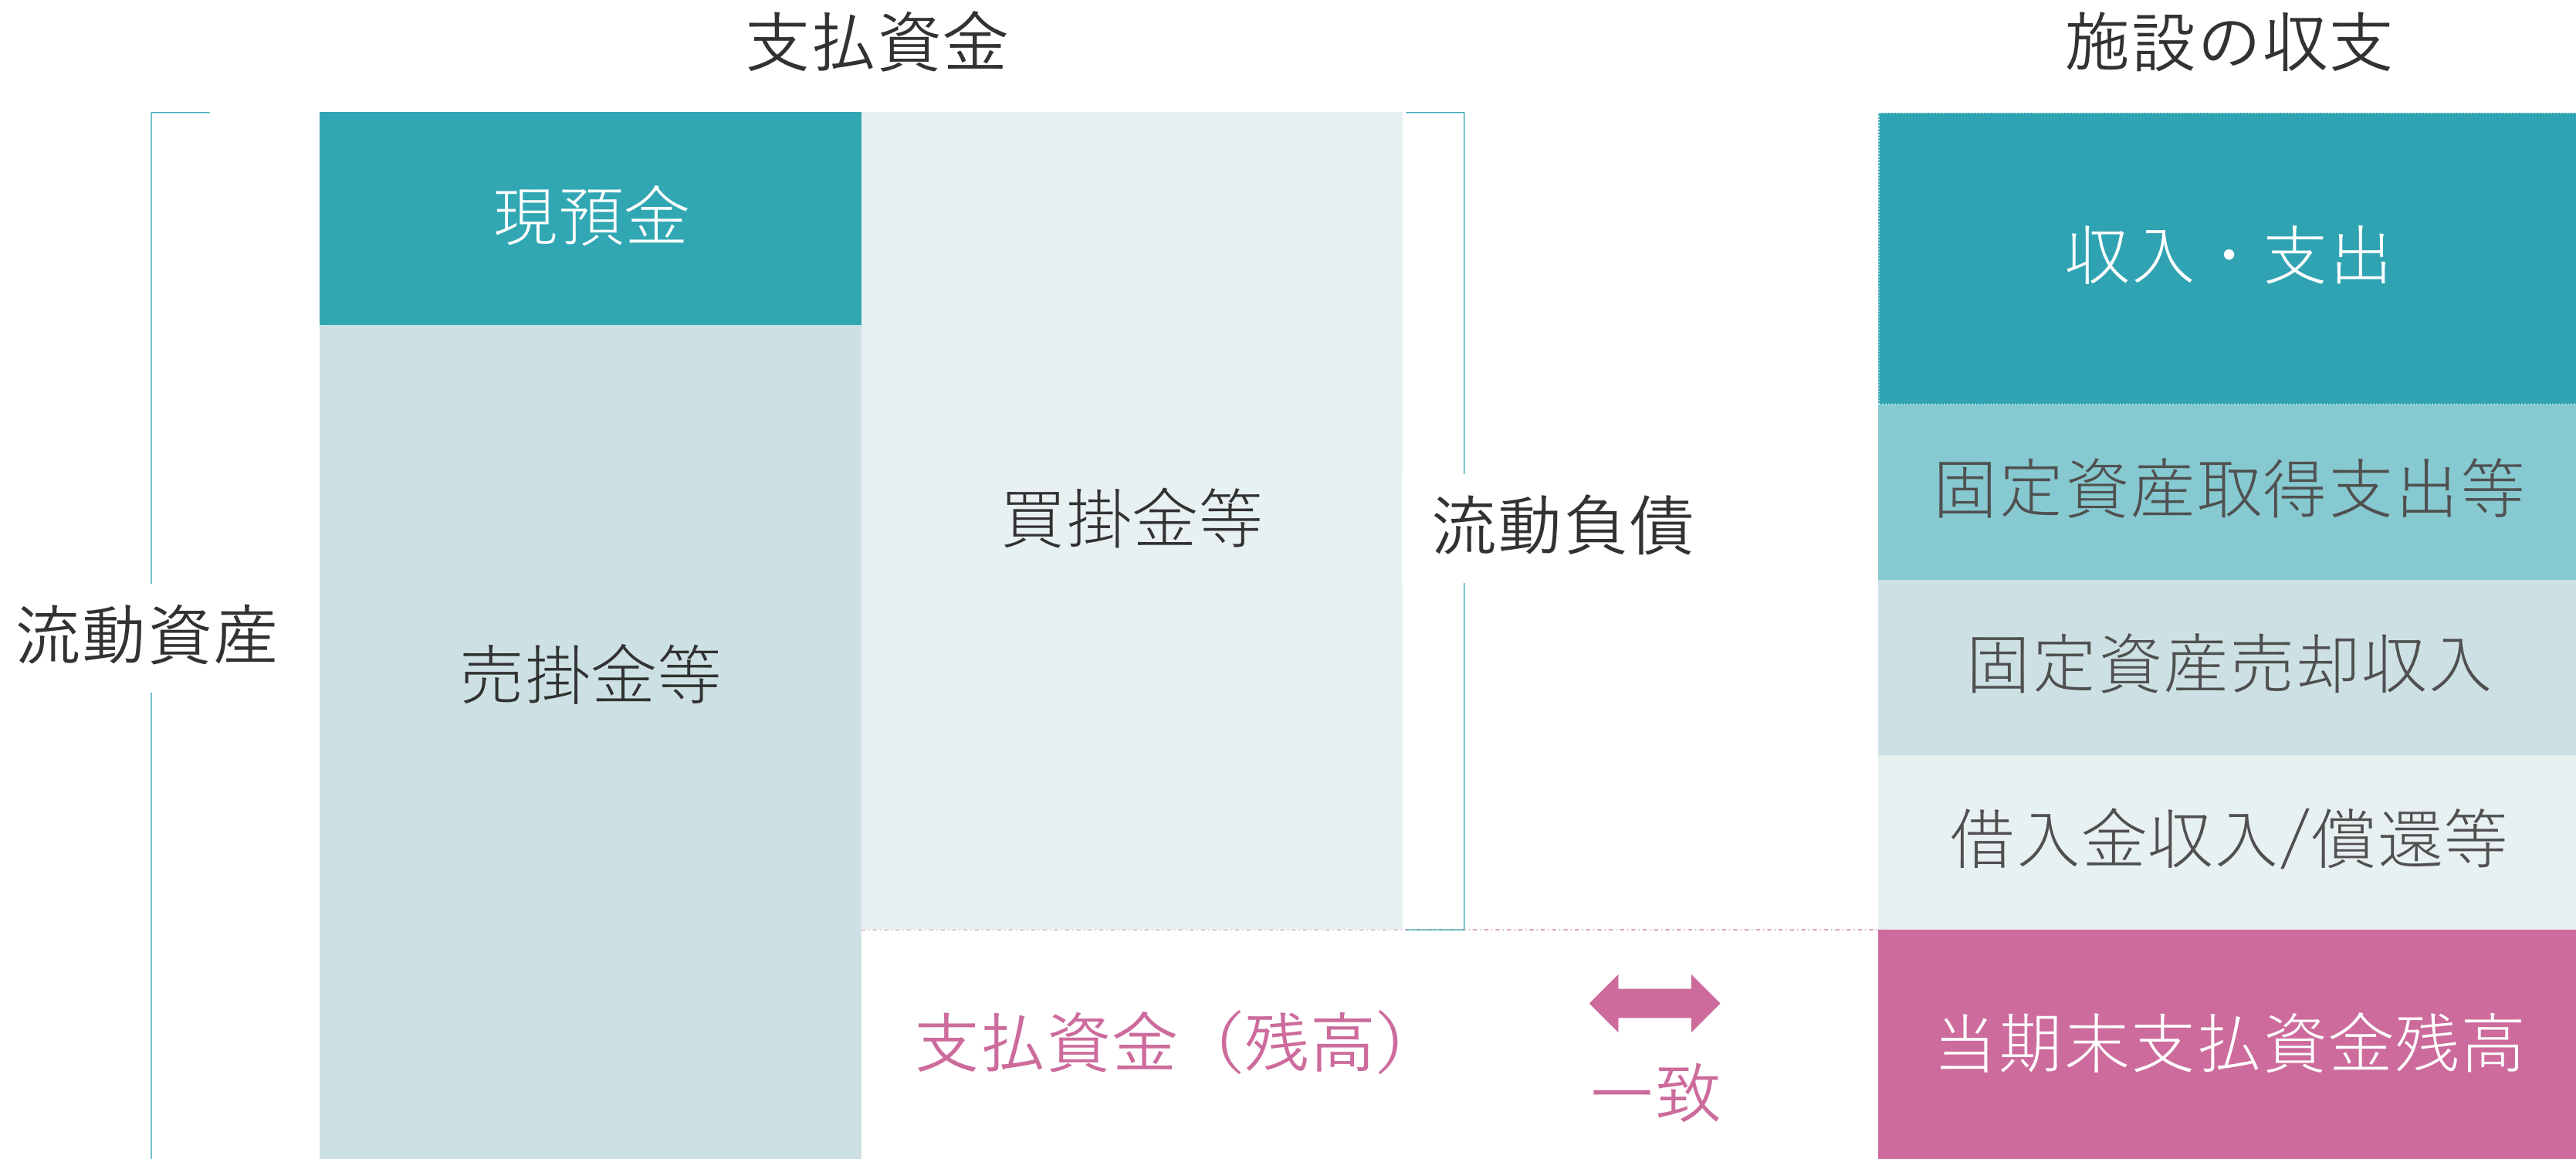 支払資金
施設の収支
流動資産
現預金
売掛金等
買掛金等
流動負債
支払資金（残高）
一致
収入・支出
固定資産取得支出等
固定資産売却収入
借入金収入/償還等
当期末支払資金残高